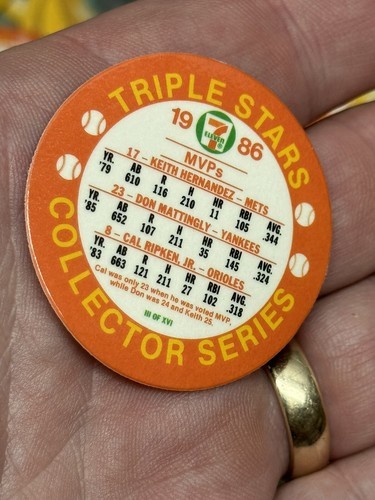 TRIPLE STARS
19 7 ELEVEN 86
MVPs
17 – KEITH HERNANDEZ – METS
YR. AB R H HR RBI AVG.
'79 610 116 210 11 105 .344
23 – DON MATTINGLY – YANKEES
YR. AB R H HR RBI AVG.
'85 652 107 211 35 145 .324
8 – CAL RIPKEN, JR. – ORIOLES
YR. AB R H HR RBI AVG.
'83 663 121 211 27 102 .318
Cal was only 23 when he was voted MVP,
while Don was 24 and Keith 25.
III OF XVI
COLLECTOR SERIES